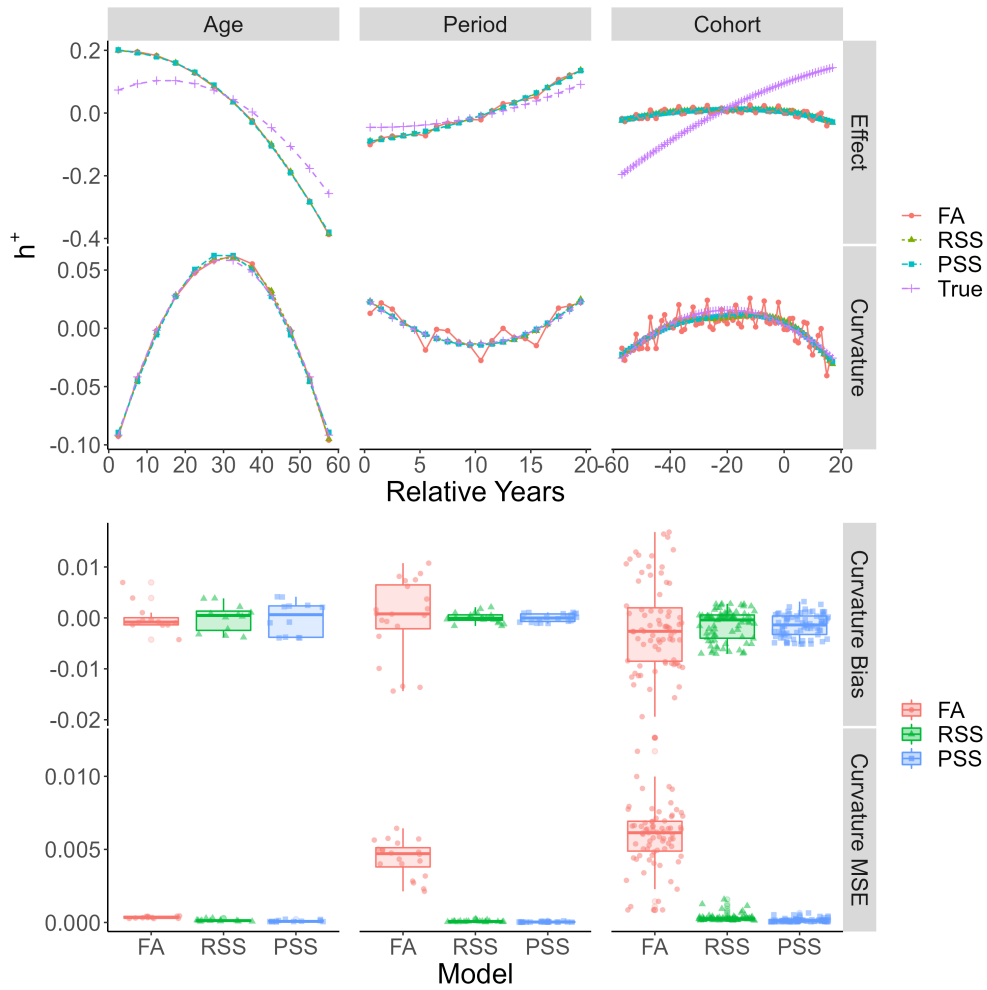 Age Period Cohort
0.2
0.0
-0.2
-0.4
Effect
h+
0.05
0.00
-0.05
-0.10
Curvature
FA
RSS
PSS
True
0 10 20 30 40 50 60 0 5 10 15 20 -60 -40 -20 0 20
Relative Years
0.01
0.00
-0.01
-0.02
Curvature Bias
0.010
0.005
0.000
Curvature MSE
FA
RSS
PSS
FA RSS PSS FA RSS PSS FA RSS PSS
Model